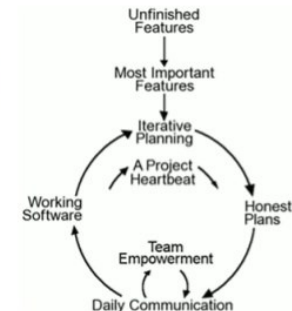 Unfinished
Features
Most Important
Features
Iterative
Planning
A Project
Heartbeat
Working
Software
Honest
Plans
Team
Empowerment
Daily Communication